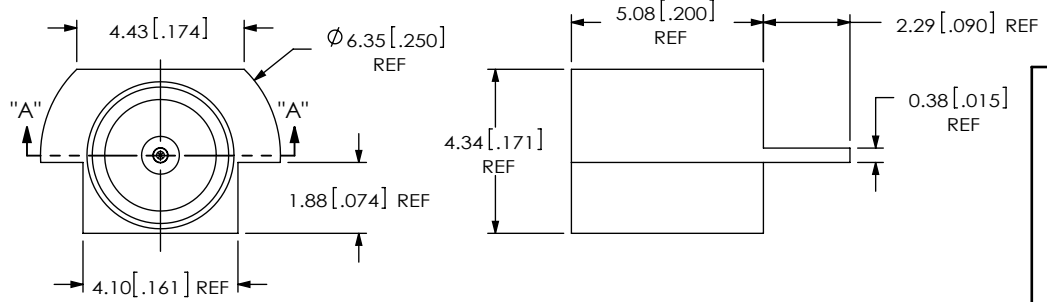 4.43[.174]
Φ6.35[.250]
REF
"A"
"A"
1.88[.074] REF
4.10[.161] REF
5.08[.200]
REF
2.29[.090] REF
0.38[.015]
REF
4.34[.171]
REF